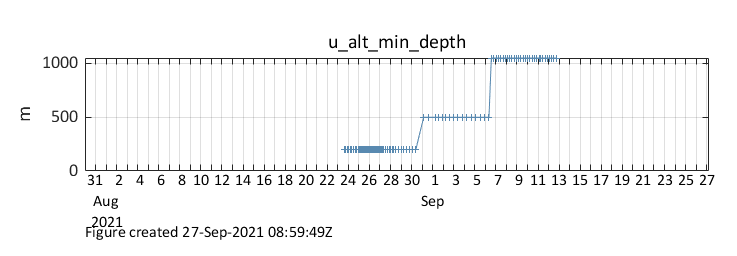 u_alt_min_depth
1000
500
0
m
31 2 4 6 8 10 12 14 16 18 20 22 24 26 28 30 1 3 5 7 9 11 13 15 17 19 21 23 25 27
Aug Sep
2021
Figure created 27-Sep-2021 08:59:49Z